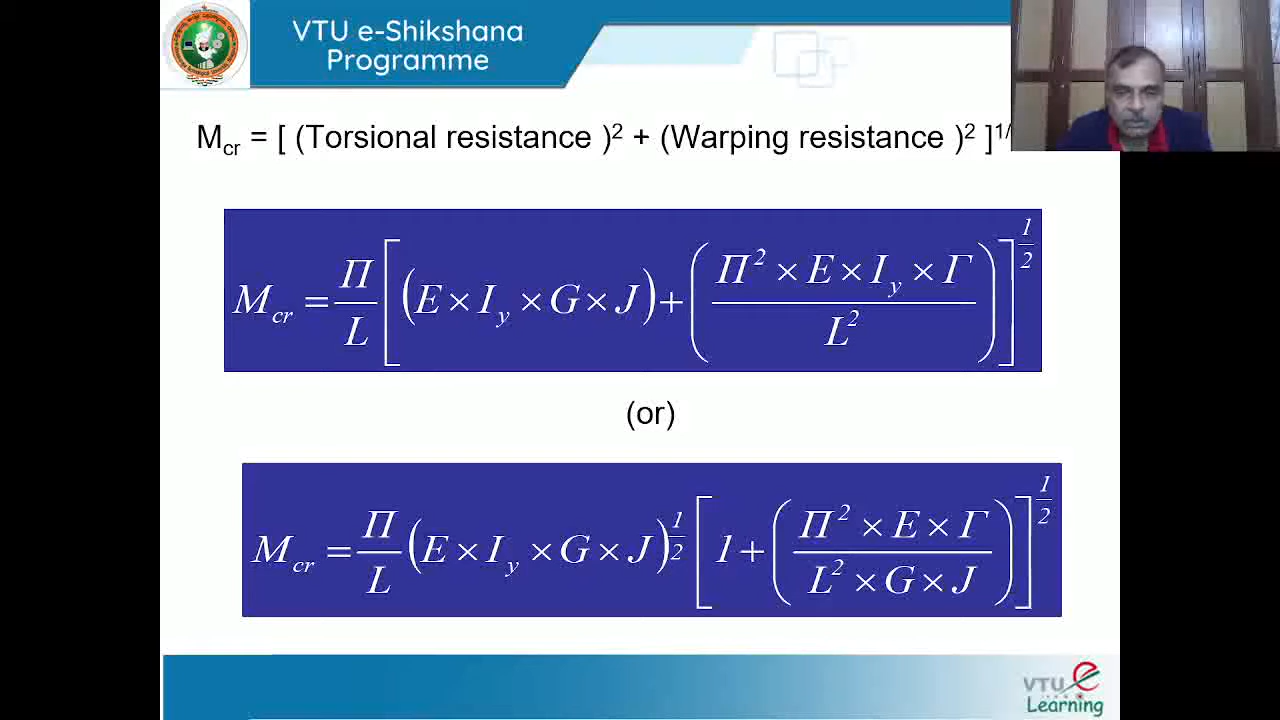 VTU e-Shikshana
Programme
M_cr = [ (Torsional resistance )² + (Warping resistance )² ]^1/
M_cr = Π/L [ (E × I_y × G × J) + ( (Π² × E × I_y × Γ) / L² ) ]^(1/2)
(or)
M_cr = Π/L (E × I_y × G × J)^(1/2) [ 1 + ( (Π² × E × Γ) / (L² × G × J) ) ]^(1/2)
VTU e
Learning